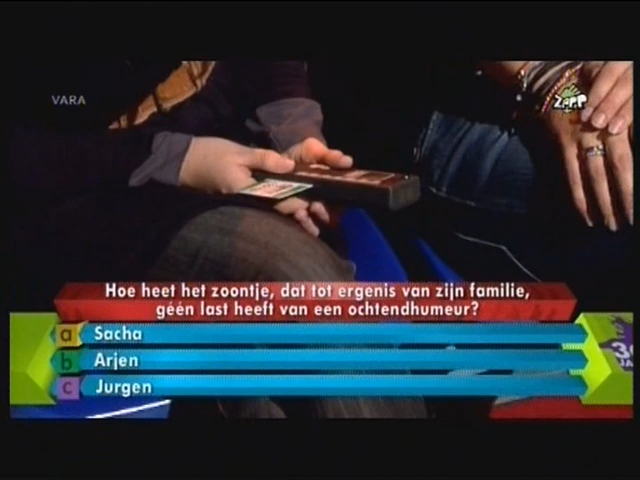 VARA
Zapp
Hoe heet het zoontje, dat tot ergenis van zijn familie,
géén last heeft van een ochtendhumeur?
a Sacha
b Arjen
c Jurgen